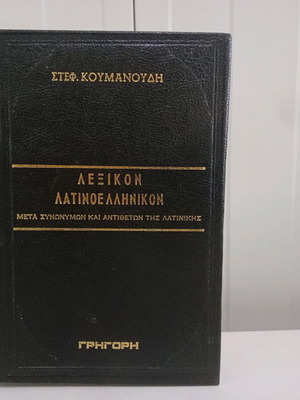 ΣΤΕΦ. ΚΟΥΜΑΝΟΥΔΗ
ΛΕΞΙΚΟΝ
ΛΑΤΙΝΟΕΛΛΗΝΙΚΟΝ
ΜΕΤΑ ΣΥΝΩΝΥΜΩΝ ΚΑΙ ΑΝΤΙΘΕΤΩΝ ΤΗΣ ΛΑΤΙΝΙΚΗΣ
ΓΡΗΓΟΡΗ